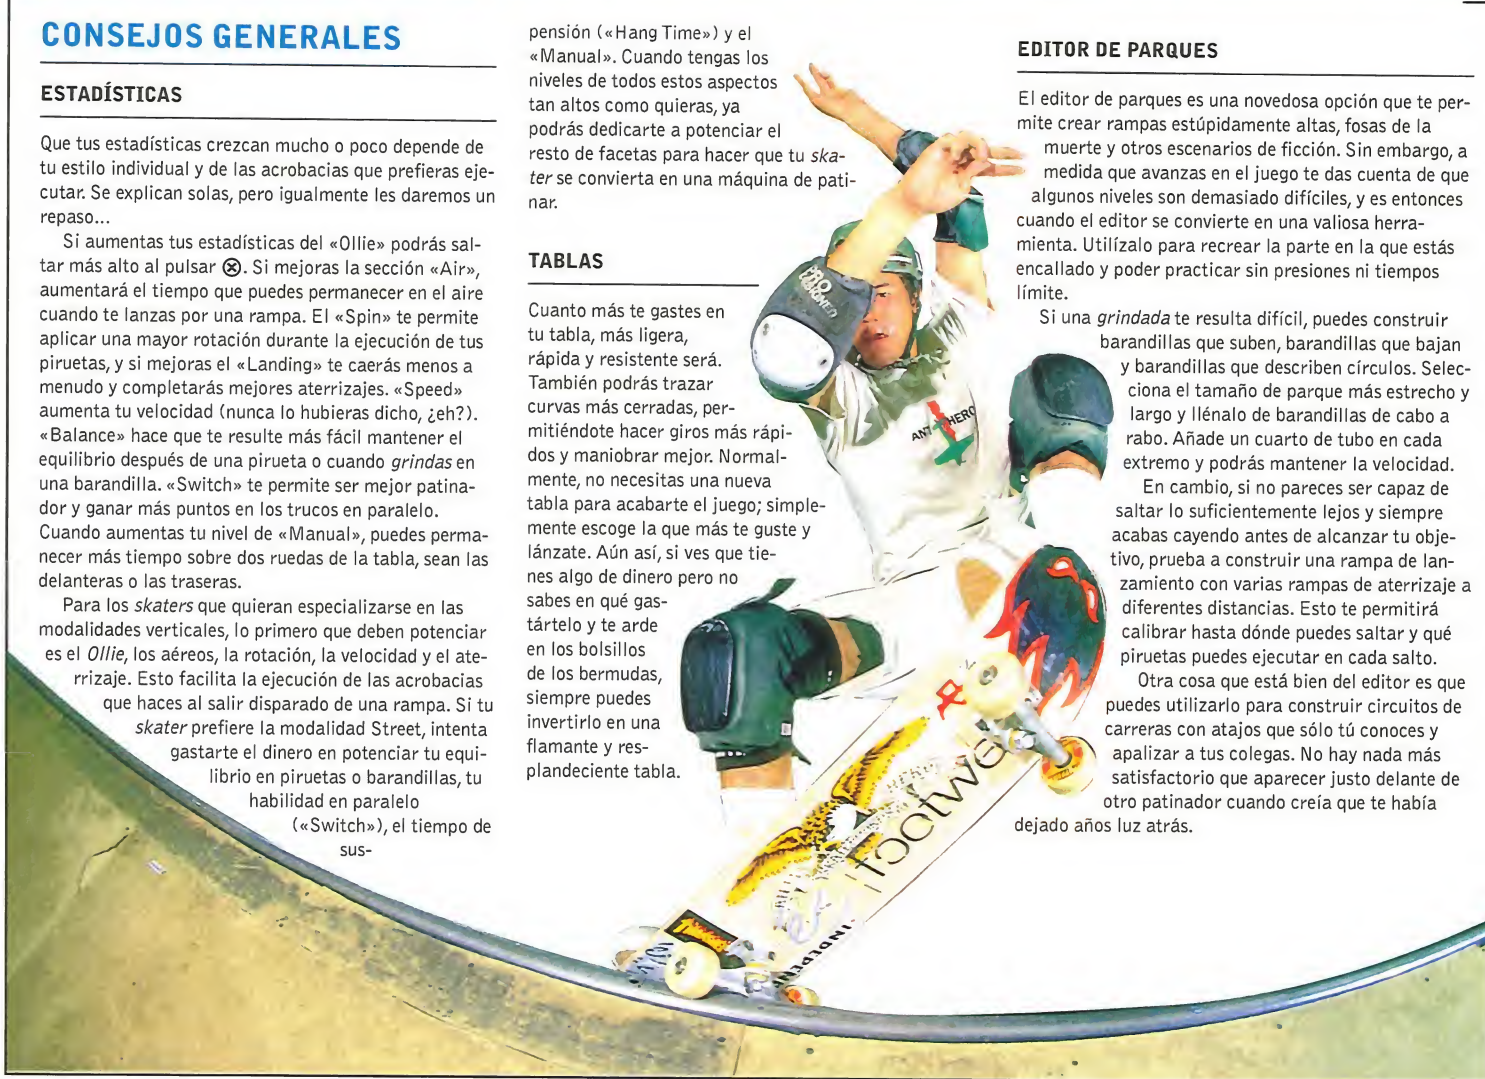 CONSEJOS GENERALES
ESTADÍSTICAS
Que tus estadísticas crezcan mucho o poco depende de
tu estilo individual y de las acrobacias que prefieras eje-
cutar. Se explican solas, pero igualmente les daremos un
repaso...
Si aumentas tus estadísticas del «Ollie» podrás sal-
tar más alto al pulsar ⊗. Si mejoras la sección «Air»,
aumentará el tiempo que puedes permanecer en el aire
cuando te lanzas por una rampa. El «Spin» te permite
aplicar una mayor rotación durante la ejecución de tus
piruetas, y si mejoras el «Landing» te caerás menos a
menudo y completarás mejores aterrizajes. «Speed»
aumenta tu velocidad (nunca lo hubieras dicho, ¿eh?).
«Balance» hace que te resulte más fácil mantener el
equilibrio después de una pirueta o cuando grindas en
una barandilla. «Switch» te permite ser mejor patina-
dor y ganar más puntos en los trucos en paralelo.
Cuando aumentas tu nivel de «Manual», puedes perma-
necer más tiempo sobre dos ruedas de la tabla, sean las
delanteras o las traseras.
Para los skaters que quieran especializarse en las
modalidades verticales, lo primero que deben potenciar
es el Ollie, los aéreos, la rotación, la velocidad y el ate-
rrizaje. Esto facilita la ejecución de las acrobacias
que haces al salir disparado de una rampa. Si tu
skater prefiere la modalidad Street, intenta
gastarte el dinero en potenciar tu equi-
librio en piruetas o barandillas, tu
habilidad en paralelo
(«Switch»), el tiempo de
sus-
pensión («Hang Time») y el
«Manual». Cuando tengas los
niveles de todos estos aspectos
tan altos como quieras, ya
podrás dedicarte a potenciar el
resto de facetas para hacer que tu ska-
ter se convierta en una máquina de pati-
nar.
TABLAS
Cuanto más te gastes en
tu tabla, más ligera,
rápida y resistente será.
También podrás trazar
curvas más cerradas, per-
mitiéndote hacer giros más rápi-
dos y maniobrar mejor. Normal-
mente, no necesitas una nueva
tabla para acabarte el juego; simple-
mente escoge la que más te guste y
lánzate. Aún así, si ves que tie-
nes algo de dinero pero no
sabes en qué gas-
tártelo y te arde
en los bolsillos
de los bermudas,
siempre puedes
invertirlo en una
flamante y res-
plandeciente tabla.
PRO
ANT HERO
footwe
INDEPEN
EDITOR DE PARQUES
El editor de parques es una novedosa opción que te per-
mite crear rampas estúpidamente altas, fosas de la
muerte y otros escenarios de ficción. Sin embargo, a
medida que avanzas en el juego te das cuenta de que
algunos niveles son demasiado difíciles, y es entonces
cuando el editor se convierte en una valiosa herra-
mienta. Utilízalo para recrear la parte en la que estás
encallado y poder practicar sin presiones ni tiempos
límite.
Si una grindada te resulta difícil, puedes construir
barandillas que suben, barandillas que bajan
y barandillas que describen círculos. Selec-
ciona el tamaño de parque más estrecho y
largo y llénalo de barandillas de cabo a
rabo. Añade un cuarto de tubo en cada
extremo y podrás mantener la velocidad.
En cambio, si no pareces ser capaz de
saltar lo suficientemente lejos y siempre
acabas cayendo antes de alcanzar tu obje-
tivo, prueba a construir una rampa de lan-
zamiento con varias rampas de aterrizaje a
diferentes distancias. Esto te permitirá
calibrar hasta dónde puedes saltar y qué
piruetas puedes ejecutar en cada salto.
Otra cosa que está bien del editor es que
puedes utilizarlo para construir circuitos de
carreras con atajos que sólo tú conoces y
apalizar a tus colegas. No hay nada más
satisfactorio que aparecer justo delante de
otro patinador cuando creía que te había
dejado años luz atrás.